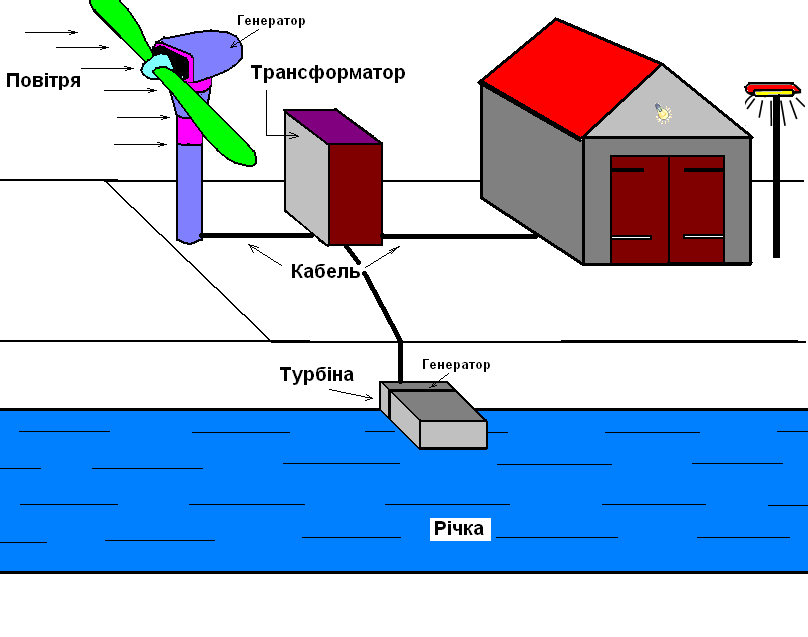 Генератор
Трансформатор
Повітря
Кабель
Турбіна
Генератор
Річка